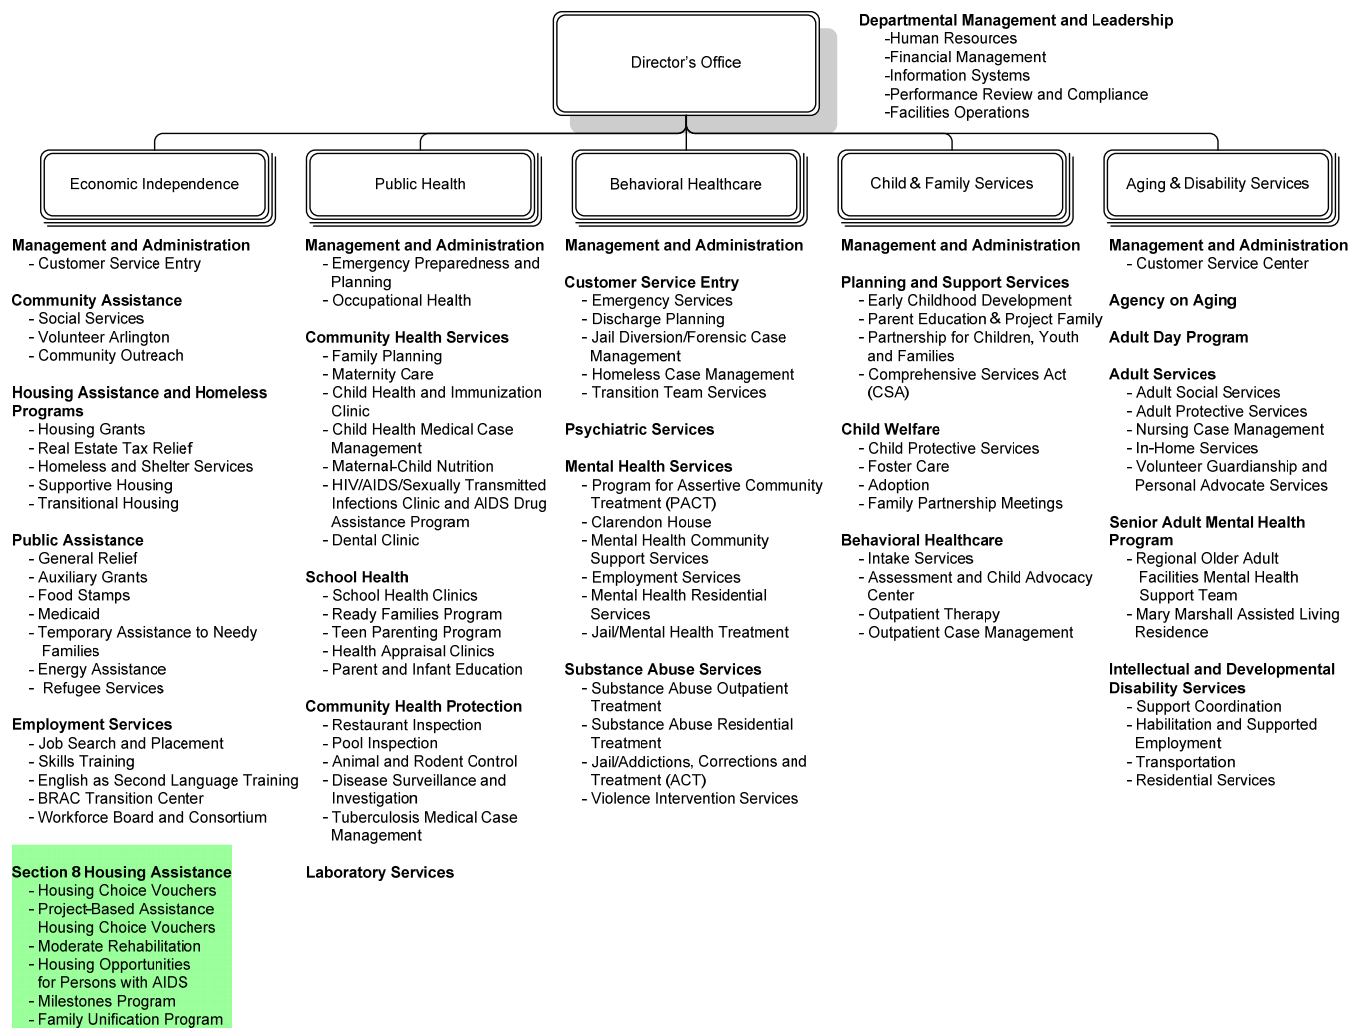 Director's Office
Departmental Management and Leadership
-Human Resources
-Financial Management
-Information Systems
-Performance Review and Compliance
-Facilities Operations
Economic Independence
Public Health
Behavioral Healthcare
Child & Family Services
Aging & Disability Services
Management and Administration
- Customer Service Entry
Community Assistance
- Social Services
- Volunteer Arlington
- Community Outreach
Housing Assistance and Homeless
Programs
- Housing Grants
- Real Estate Tax Relief
- Homeless and Shelter Services
- Supportive Housing
- Transitional Housing
Public Assistance
- General Relief
- Auxiliary Grants
- Food Stamps
- Medicaid
- Temporary Assistance to Needy
Families
- Energy Assistance
- Refugee Services
Employment Services
- Job Search and Placement
- Skills Training
- English as Second Language Training
- BRAC Transition Center
- Workforce Board and Consortium
Section 8 Housing Assistance
- Housing Choice Vouchers
- Project-Based Assistance
Housing Choice Vouchers
- Moderate Rehabilitation
- Housing Opportunities
for Persons with AIDS
- Milestones Program
- Family Unification Program
Management and Administration
- Emergency Preparedness and
Planning
- Occupational Health
Community Health Services
- Family Planning
- Maternity Care
- Child Health and Immunization
Clinic
- Child Health Medical Case
Management
- Maternal-Child Nutrition
- HIV/AIDS/Sexually Transmitted
Infections Clinic and AIDS Drug
Assistance Program
- Dental Clinic
School Health
- School Health Clinics
- Ready Families Program
- Teen Parenting Program
- Health Appraisal Clinics
- Parent and Infant Education
Community Health Protection
- Restaurant Inspection
- Pool Inspection
- Animal and Rodent Control
- Disease Surveillance and
Investigation
- Tuberculosis Medical Case
Management
Laboratory Services
Management and Administration
Customer Service Entry
- Emergency Services
- Discharge Planning
- Jail Diversion/Forensic Case
Management
- Homeless Case Management
- Transition Team Services
Psychiatric Services
Mental Health Services
- Program for Assertive Community
Treatment (PACT)
- Clarendon House
- Mental Health Community
Support Services
- Employment Services
- Mental Health Residential
Services
- Jail/Mental Health Treatment
Substance Abuse Services
- Substance Abuse Outpatient
Treatment
- Substance Abuse Residential
Treatment
- Jail/Addictions, Corrections and
Treatment (ACT)
- Violence Intervention Services
Management and Administration
Planning and Support Services
- Early Childhood Development
- Parent Education & Project Family
- Partnership for Children, Youth
and Families
- Comprehensive Services Act
(CSA)
Child Welfare
- Child Protective Services
- Foster Care
- Adoption
- Family Partnership Meetings
Behavioral Healthcare
- Intake Services
- Assessment and Child Advocacy
Center
- Outpatient Therapy
- Outpatient Case Management
Management and Administration
- Customer Service Center
Agency on Aging
Adult Day Program
Adult Services
- Adult Social Services
- Adult Protective Services
- Nursing Case Management
- In-Home Services
- Volunteer Guardianship and
Personal Advocate Services
Senior Adult Mental Health
Program
- Regional Older Adult
Facilities Mental Health
Support Team
- Mary Marshall Assisted Living
Residence
Intellectual and Developmental
Disability Services
- Support Coordination
- Habilitation and Supported
Employment
- Transportation
- Residential Services